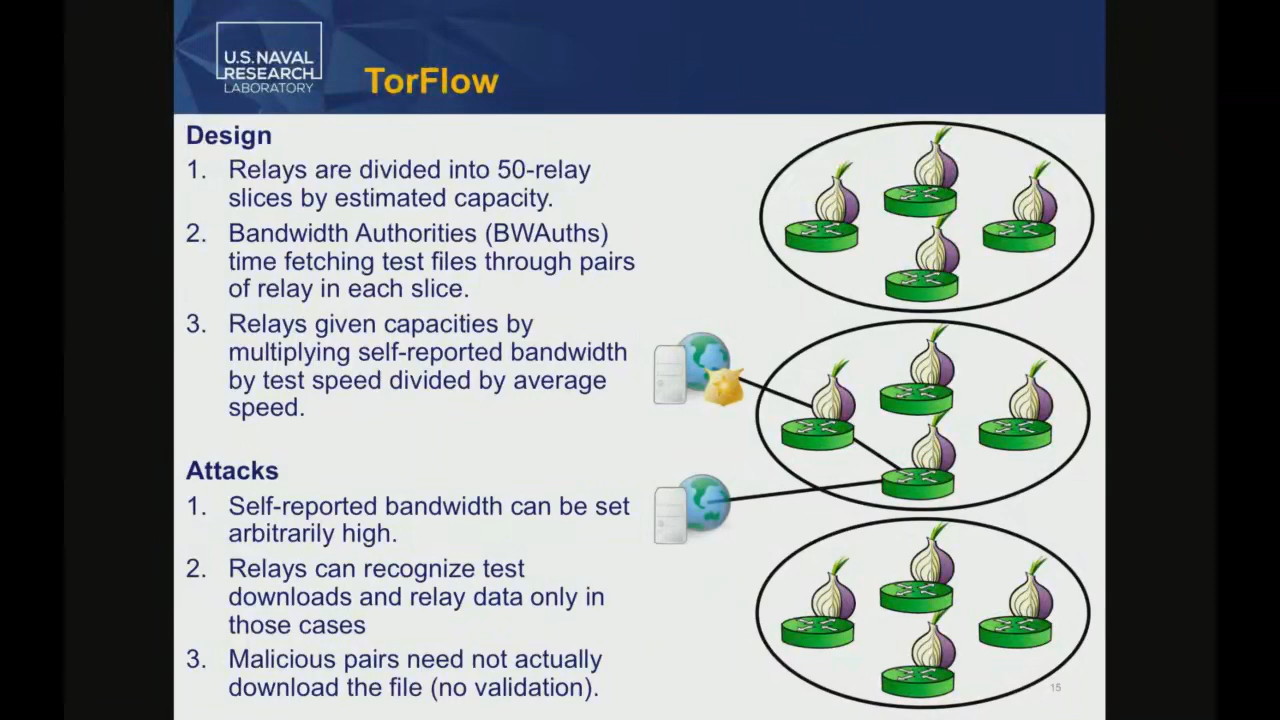 U.S. NAVAL
RESEARCH
LABORATORY
TorFlow
Design
1. Relays are divided into 50-relay
slices by estimated capacity.
2. Bandwidth Authorities (BWAuths)
time fetching test files through pairs
of relay in each slice.
3. Relays given capacities by
multiplying self-reported bandwidth
by test speed divided by average
speed.
Attacks
1. Self-reported bandwidth can be set
arbitrarily high.
2. Relays can recognize test
downloads and relay data only in
those cases
3. Malicious pairs need not actually
download the file (no validation).
15